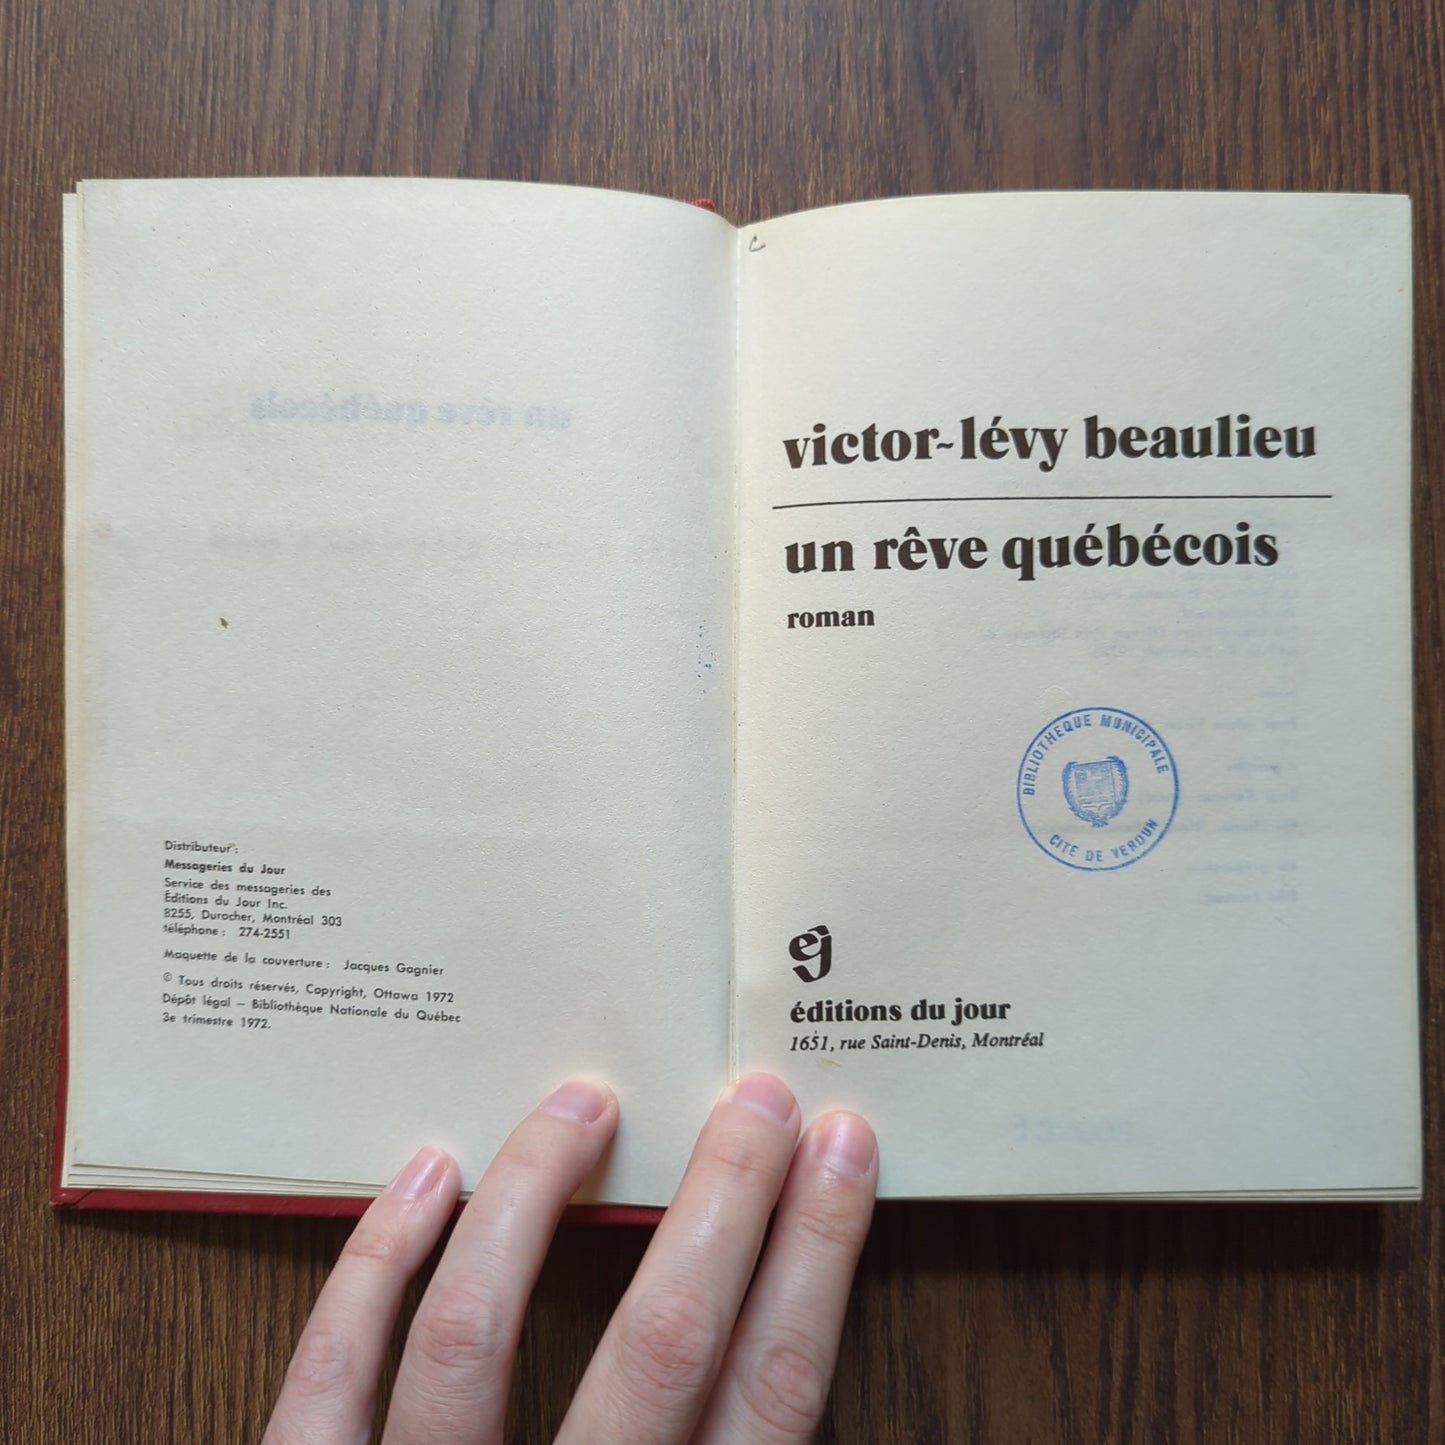 Distributeur :
Messageries du Jour
Service des messageries des
Éditions du Jour Inc.
8255, Durocher, Montréal 303
téléphone : 274-2551
Maquette de la couverture : Jacques Gagnier
© Tous droits réservés, Copyright, Ottawa 1972
Dépôt légal — Bibliothèque Nationale du Québec
3e trimestre 1972.
c
victor-lévy beaulieu
un rêve québécois
roman
BIBLIOTHEQUE MUNICIPALE
CITE DE VERDUN
ej
éditions du jour
1651, rue Saint-Denis, Montréal